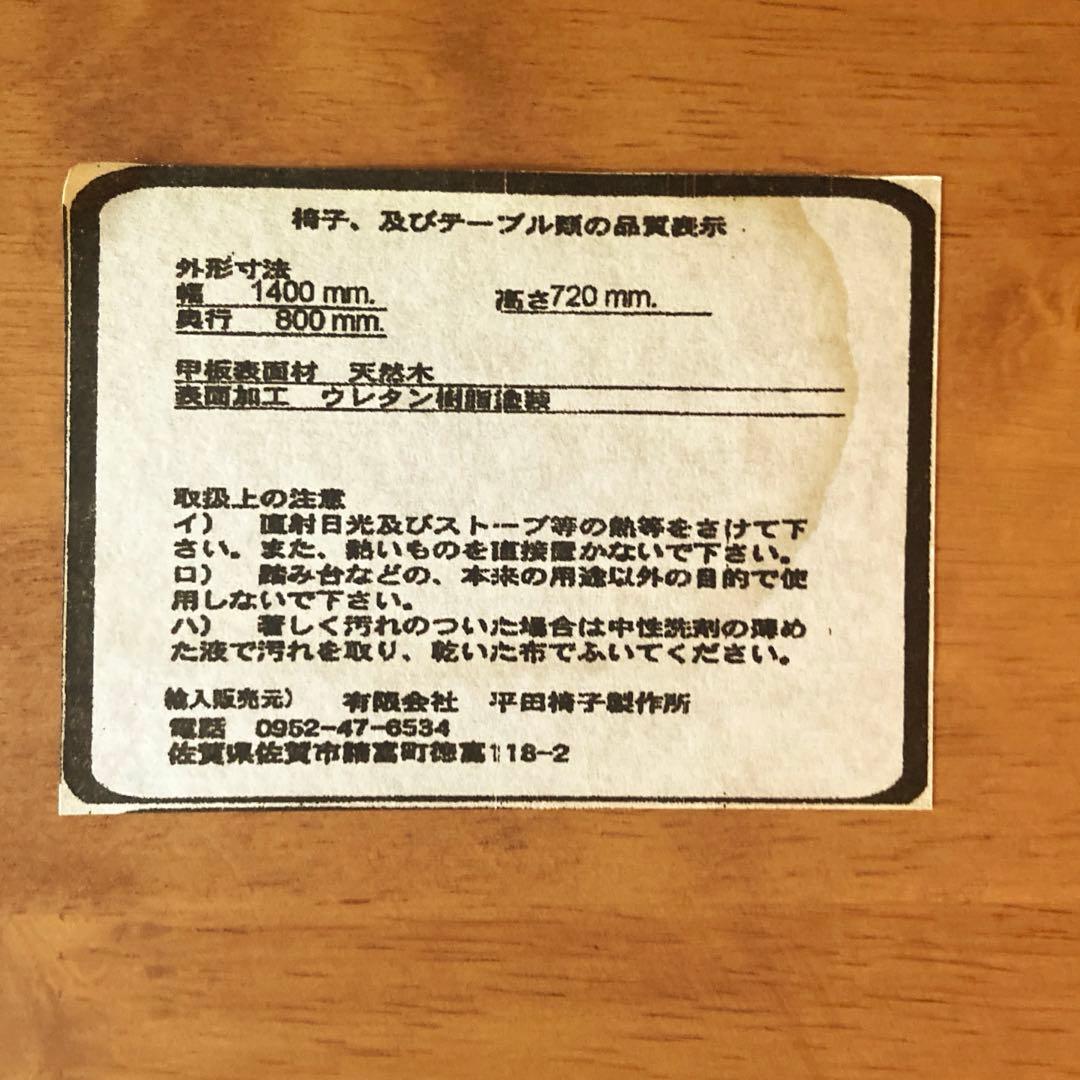 椅子、及びテーブル類の品質表示
外形寸法
幅 1400 mm. 高さ720 mm.
奥行 800 mm.
甲板表面材 天然木
表面加工 ウレタン樹脂塗装
取扱上の注意
イ) 直射日光及びストーブ等の熱等をさけて下
さい。また、熱いものを直接置かないで下さい。
ロ) 踏み台などの、本来の用途以外の目的で使
用しないで下さい。
ハ) 著しく汚れのついた場合は中性洗剤の薄め
た液で汚れを取り、乾いた布でふいてください。
輸入販売元) 有限会社 平田椅子製作所
電話 0952-47-6534
佐賀県佐賀市諸富町徳富118-2